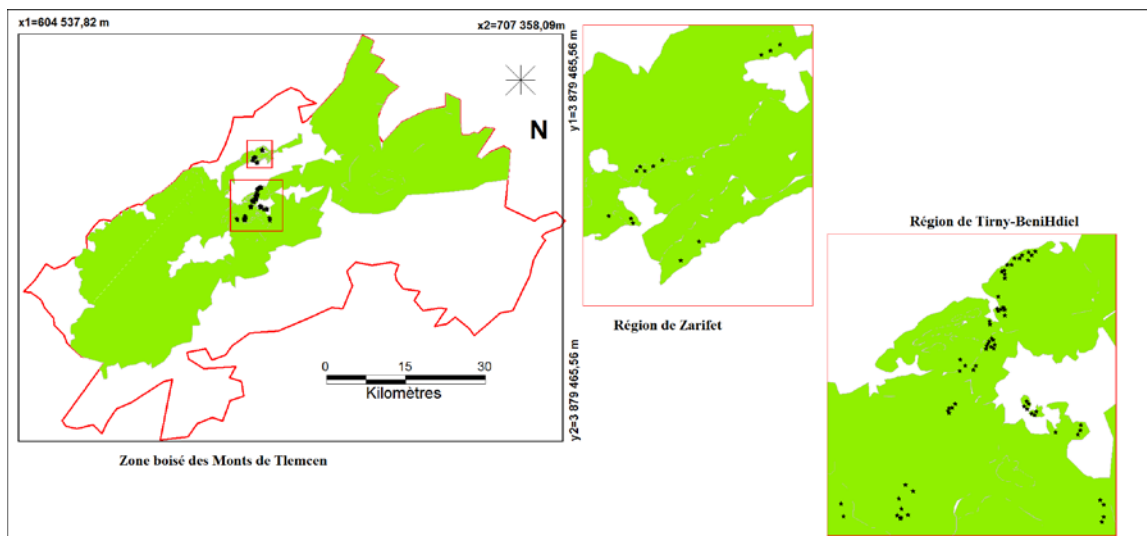 x1=604 537,82 m
x2=707 358,09m
y1=3 879 465,56 m
N
Région de Tirny-BeniHdiel
Région de Zarifet
0 15 30
Kilomètres
y2=3 879 465,56 m
Zone boisé des Monts de Tlemcen